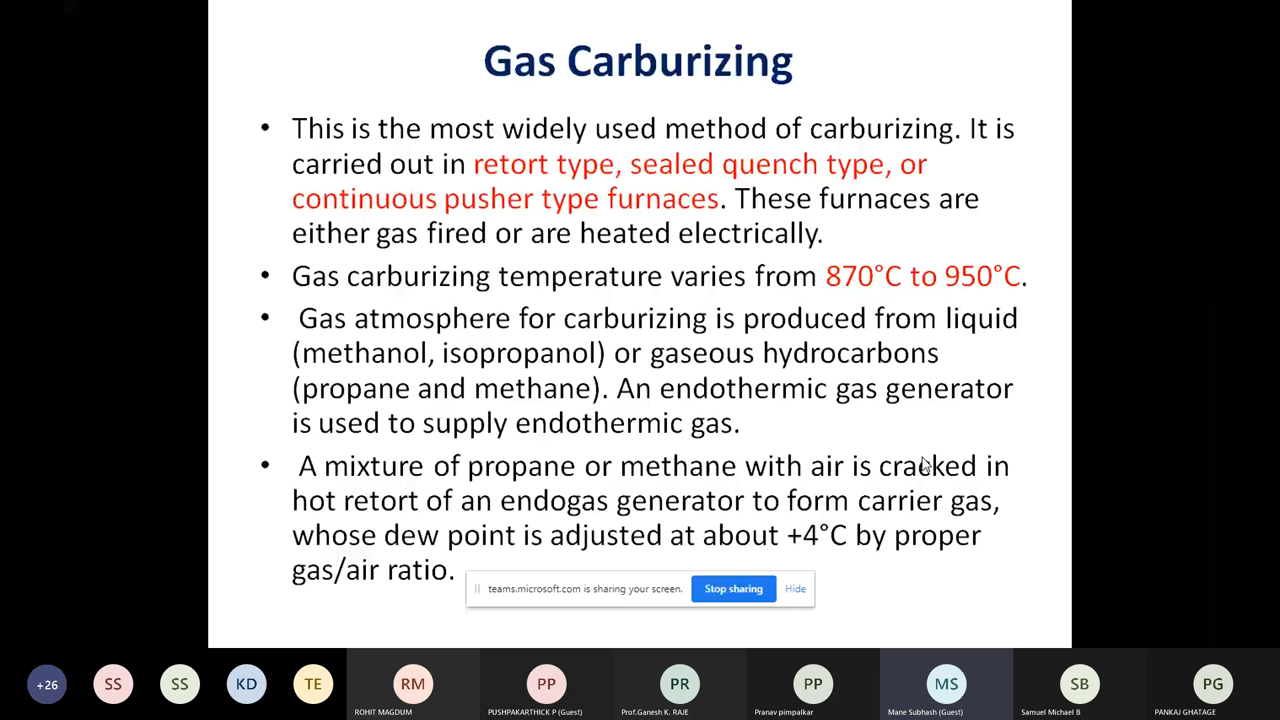 Gas Carburizing
• This is the most widely used method of carburizing. It is
carried out in retort type, sealed quench type, or
continuous pusher type furnaces. These furnaces are
either gas fired or are heated electrically.
• Gas carburizing temperature varies from 870°C to 950°C.
• Gas atmosphere for carburizing is produced from liquid
(methanol, isopropanol) or gaseous hydrocarbons
(propane and methane). An endothermic gas generator
is used to supply endothermic gas.
• A mixture of propane or methane with air is cracked in
hot retort of an endogas generator to form carrier gas,
whose dew point is adjusted at about +4°C by proper
gas/air ratio.
teams.microsoft.com is sharing your screen. Stop sharing Hide
+26 SS SS KD TE RM PP PR PP MS SB PG
ROHIT MAGDUM PUSHPAKARTHICK P (Guest) Prof.Ganesh K. RAJE Pranav pimpalkar Mane Subhash (Guest) Samuel Michael B PANKAJ GHATAGE